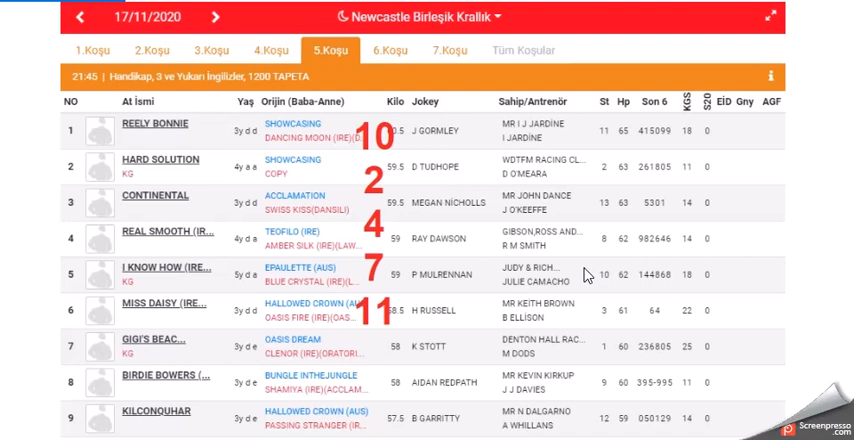 17/11/2020
Newcastle Birleşik Krallık
1.Koşu 2.Koşu 3.Koşu 4.Koşu 5.Koşu 6.Koşu 7.Koşu Tüm Koşular
21:45 | Handikap, 3 ve Yukarı İngilizler, 1200 TAPETA
NO At İsmi Yaş Orijin (Baba-Anne) Kilo Jokey Sahip/Antrenör St Hp Son 6 KGS S20 EİD Gny AGF
1 REELY BONNIE 3y d d SHOWCASING J GORMLEY MR I J JARDİNE 11 65 415099 18 0
DANCING MOON (IRE)(D... I JARDİNE
10
2 HARD SOLUTION 4y a a SHOWCASING 59.5 D TUDHOPE WDTFM RACING CL... 2 63 261805 11 0
KG COPY D O'MEARA
2
3 CONTINENTAL 3y d d ACCLAMATION 59.5 MEGAN NİCHOLLS MR JOHN DANCE 13 63 5301 14 0
SWISS KISS(DANSILI) J O'KEEFFE
4
4 REAL SMOOTH (IR... 4y d a TEOFILO (IRE) 59 RAY DAWSON GIBSON,ROSS AND... 8 62 982646 14 0
AMBER SILK (IRE)(LAW... R M SMITH
7
5 I KNOW HOW (IRE... 5y d a EPAULETTE (AUS) 59 P MULRENNAN JUDY & RICH... 10 62 144868 18 0
KG BLUE CRYSTAL (IRE)(L... JULIE CAMACHO
11
6 MISS DAISY (IRE... 3y d d HALLOWED CROWN (AU H RUSSELL MR KEITH BROWN 3 61 64 22 0
OASIS FIRE (IRE)(OAS... B ELLİSON
7 GIGI'S BEAC... 3y d e OASIS DREAM 58 K STOTT DENTON HALL RAC... 1 60 236805 25 0
KG CLENOR (IRE)(ORATORI... M DODS
8 BIRDIE BOWERS (... 3y d d BUNGLE INTHEJUNGLE 58 AIDAN REDPATH MR KEVIN KIRKUP 9 60 395-995 11 0
SHAMIYA (IRE)(ACCLAM... J J DAVIES
9 KILCONQUHAR 3y d e HALLOWED CROWN (AUS) 57.5 B GARRITTY MR N DALGARNO 12 59 050129 14 0
PASSING STRANGER (IR... A WHILLANS
Screenpresso
.com